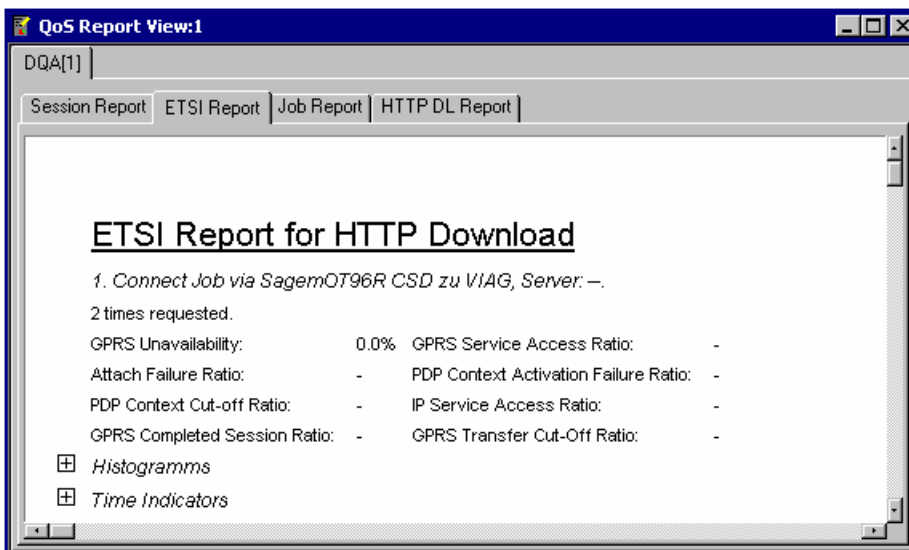 QoS Report View:1
DQA[1]
Session Report ETSI Report Job Report HTTP DL Report
ETSI Report for HTTP Download
1. Connect Job via SagemOT96R CSD zu VIAG, Server: --.
2 times requested.
GPRS Unavailability: 0.0% GPRS Service Access Ratio: -
Attach Failure Ratio: - PDP Context Activation Failure Ratio: -
PDP Context Cut-off Ratio: - IP Service Access Ratio: -
GPRS Completed Session Ratio: - GPRS Transfer Cut-Off Ratio: -
Histogramms
Time Indicators